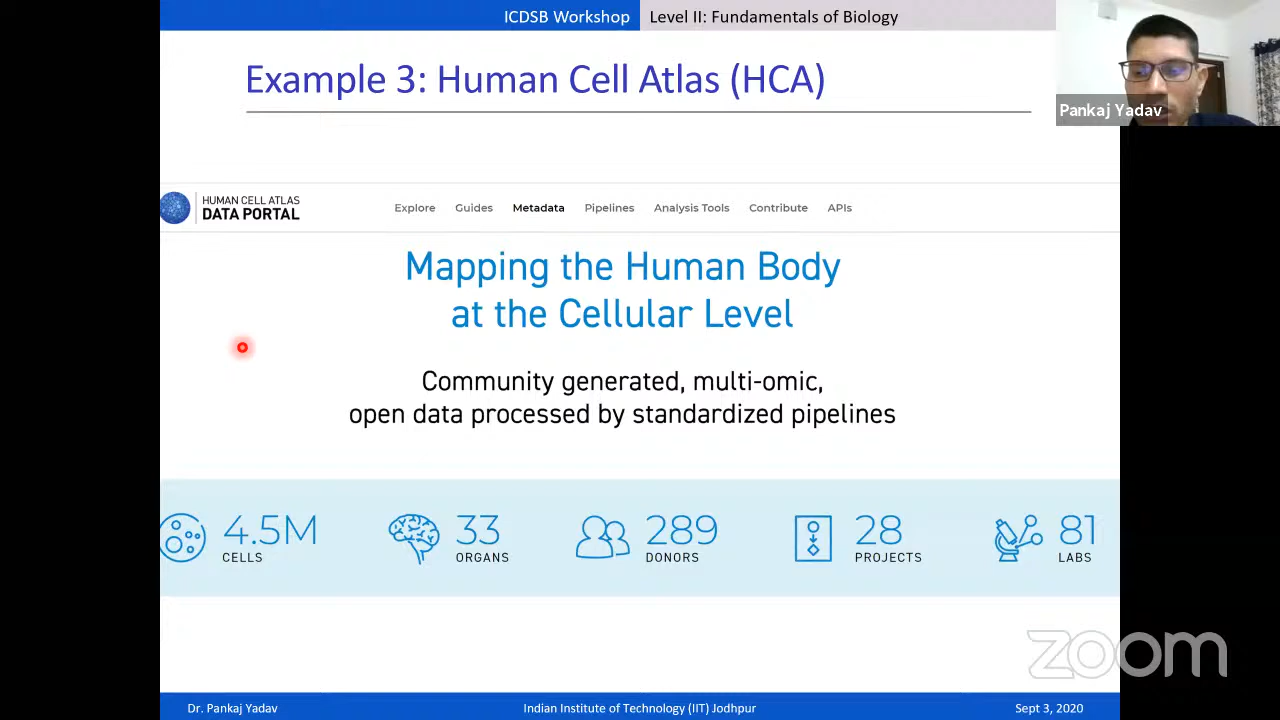 ICDSB Workshop
Level II: Fundamentals of Biology
Example 3: Human Cell Atlas (HCA)
Pankaj Yadav
HUMAN CELL ATLAS
DATA PORTAL
Explore Guides Metadata Pipelines Analysis Tools Contribute APIs
Mapping the Human Body
at the Cellular Level
Community generated, multi-omic,
open data processed by standardized pipelines
4.5M
CELLS
33
ORGANS
289
DONORS
28
PROJECTS
81
LABS
zoom
Dr. Pankaj Yadav
Indian Institute of Technology (IIT) Jodhpur
Sept 3, 2020